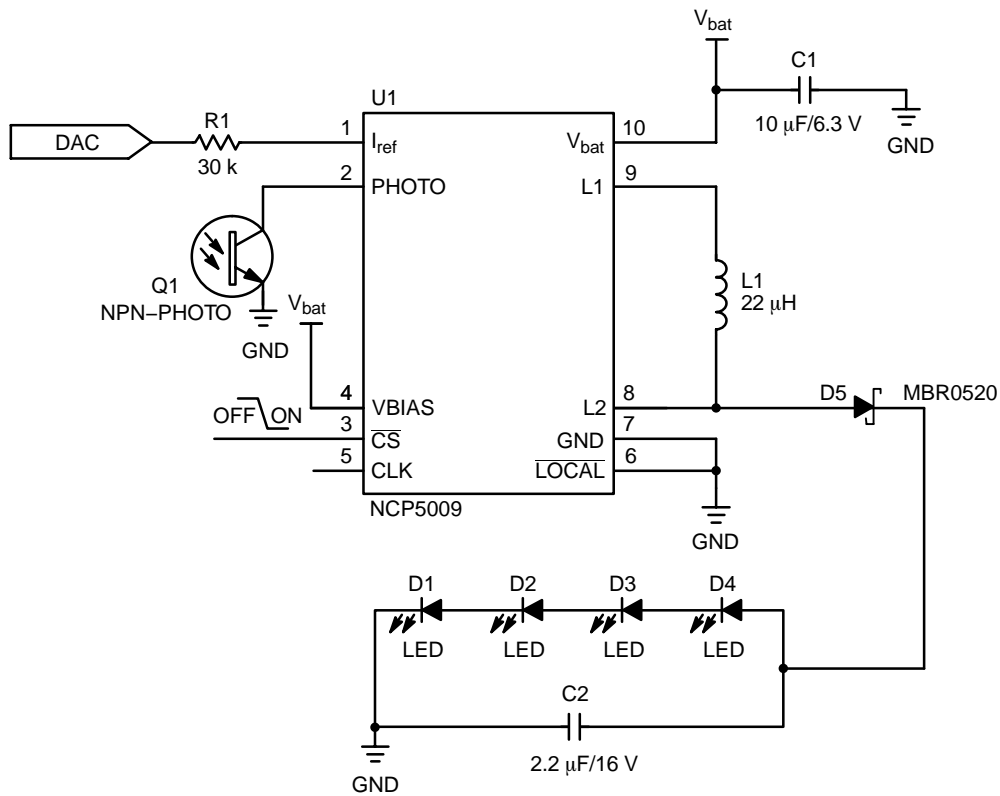 V_bat
C1
10 μF/6.3 V
GND
U1
DAC
R1
30 k
1
I_ref
V_bat
10
2
PHOTO
L1
9
Q1
NPN–PHOTO
GND
V_bat
L1
22 μH
4
VBIAS
L2
8
D5
MBR0520
OFF
ON
3
CS
GND
7
5
CLK
LOCAL
6
NCP5009
GND
D1
D2
D3
D4
LED
LED
LED
LED
C2
2.2 μF/16 V
GND